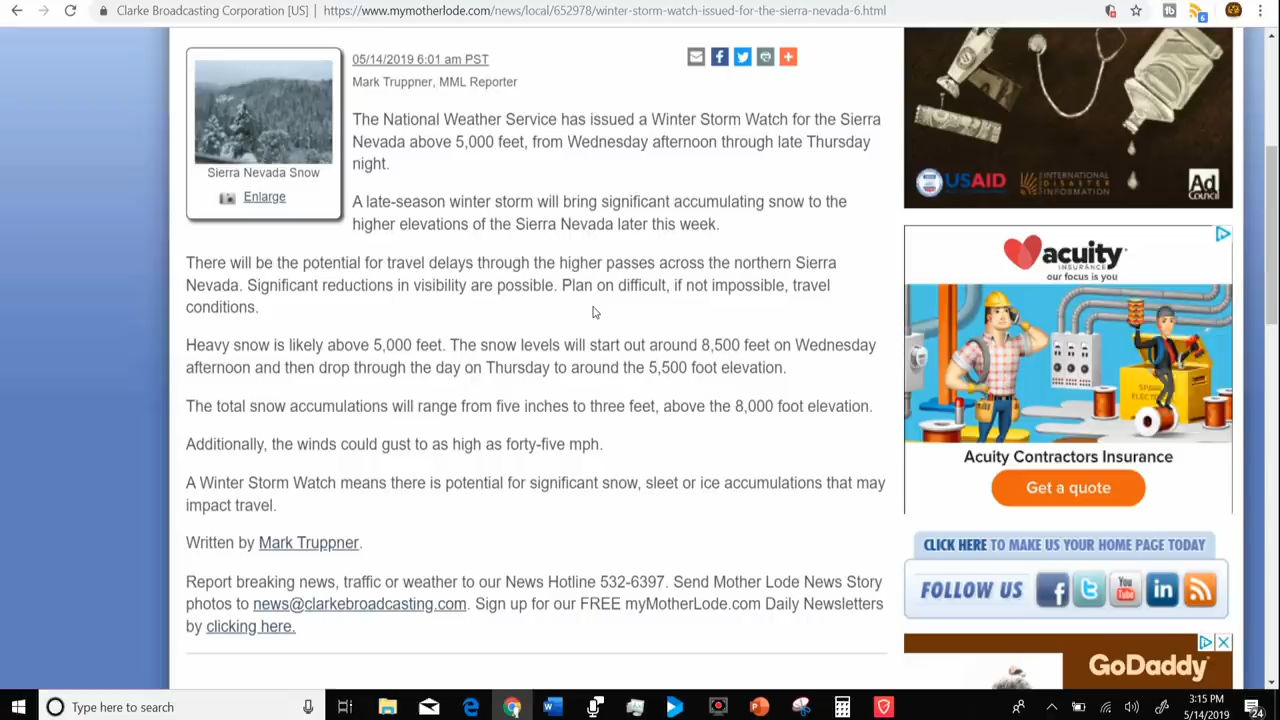 Clarke Broadcasting Corporation [US] | https://www.mymotherlode.com/news/local/652978/winter-storm-watch-issued-for-the-sierra-nevada-6.html
tb
6
05/14/2019 6:01 am PST
Mark Truppner, MML Reporter
Sierra Nevada Snow
Enlarge
The National Weather Service has issued a Winter Storm Watch for the Sierra
Nevada above 5,000 feet, from Wednesday afternoon through late Thursday
night.
A late-season winter storm will bring significant accumulating snow to the
higher elevations of the Sierra Nevada later this week.
There will be the potential for travel delays through the higher passes across the northern Sierra
Nevada. Significant reductions in visibility are possible. Plan on difficult, if not impossible, travel
conditions.
Heavy snow is likely above 5,000 feet. The snow levels will start out around 8,500 feet on Wednesday
afternoon and then drop through the day on Thursday to around the 5,500 foot elevation.
The total snow accumulations will range from five inches to three feet, above the 8,000 foot elevation.
Additionally, the winds could gust to as high as forty-five mph.
A Winter Storm Watch means there is potential for significant snow, sleet or ice accumulations that may
impact travel.
Written by Mark Truppner.
Report breaking news, traffic or weather to our News Hotline 532-6397. Send Mother Lode News Story
photos to news@clarkebroadcasting.com. Sign up for our FREE myMotherLode.com Daily Newsletters
by clicking here.
USAID
INTERNATIONAL
DISASTER
INFORMATION
Ad
Council
acuity
INSURANCE
our focus is you
Acuity Contractors Insurance
Get a quote
CLICK HERE TO MAKE US YOUR HOME PAGE TODAY
FOLLOW US
You
Tube
GoDaddy
Type here to search
3:15 PM
5/14/2019
24